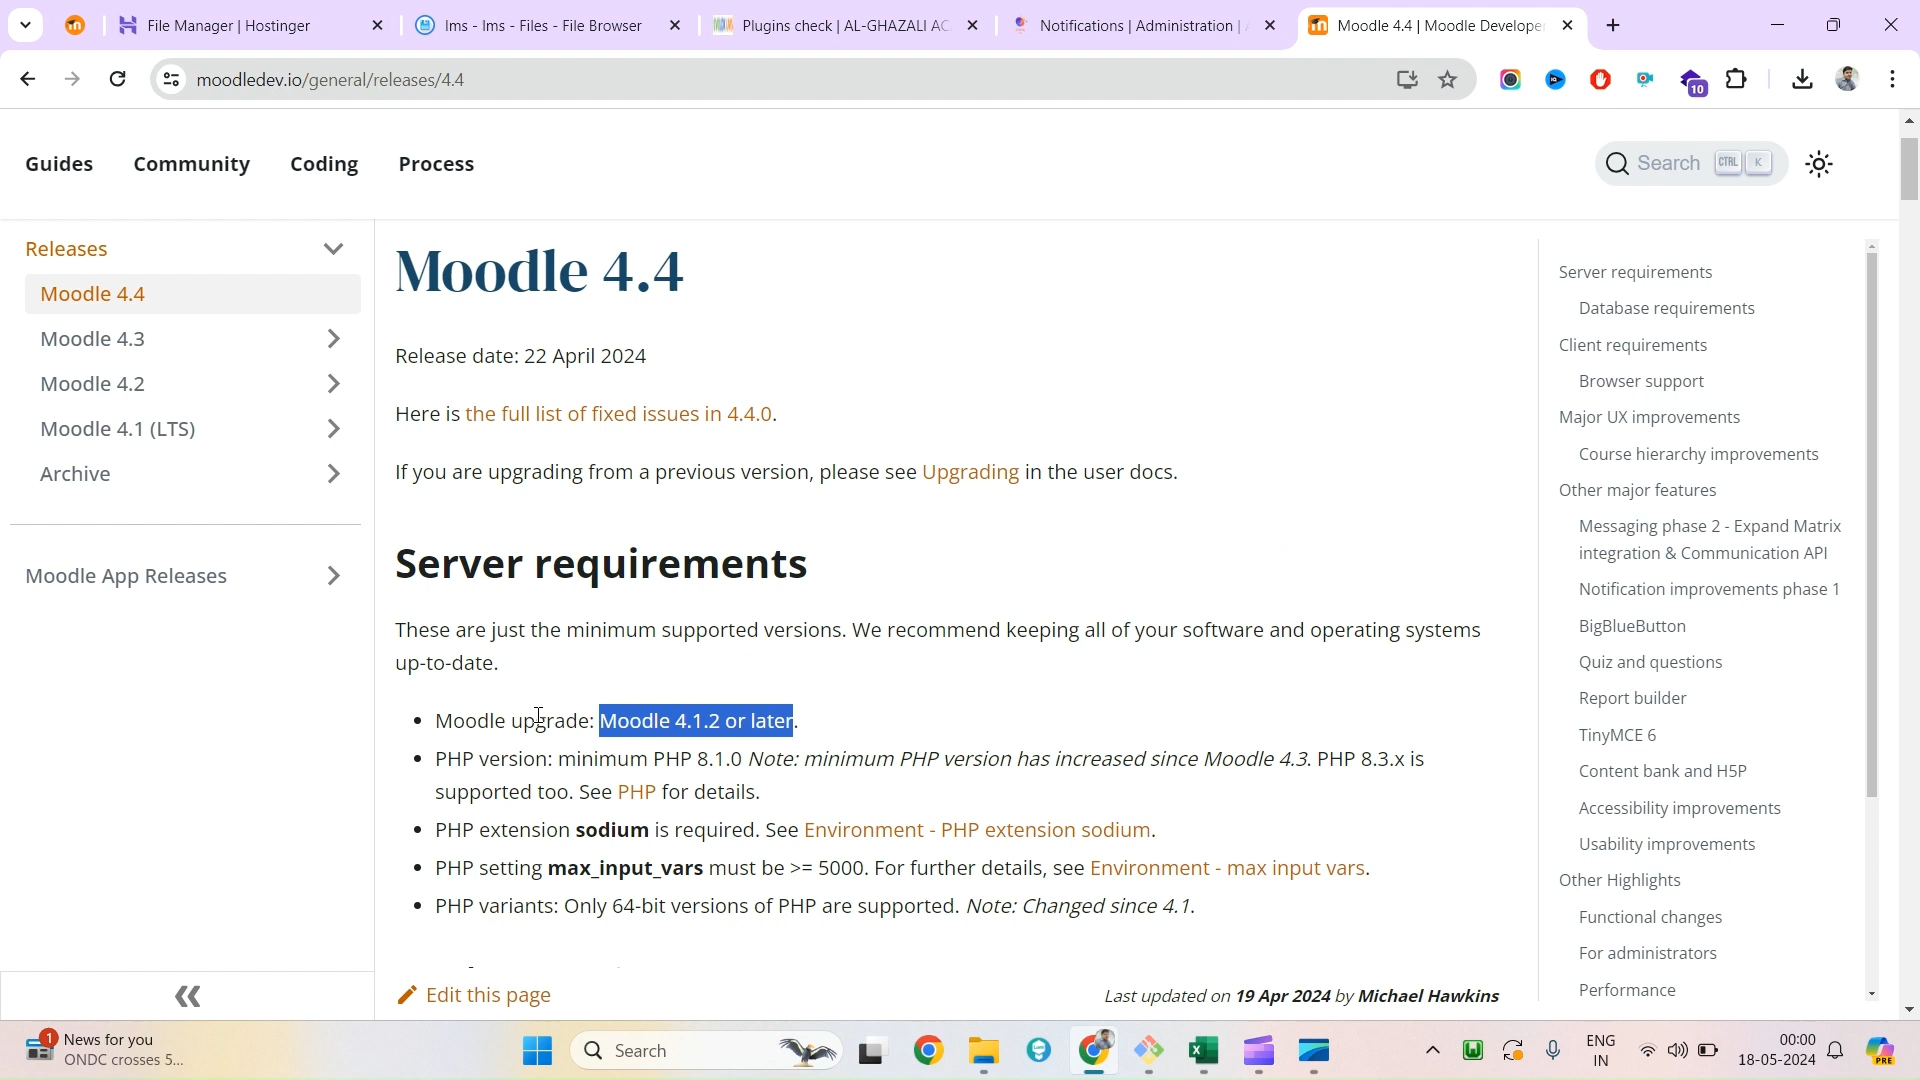 File Manager | Hostinger
lms - lms - Files - File Browser
Plugins check | AL-GHAZALI AC
Notifications | Administration |
Moodle 4.4 | Moodle Develope
moodledev.io/general/releases/4.4
10
Guides
Community
Coding
Process
Search
CTRL
K
Releases
Moodle 4.4
Moodle 4.3
Moodle 4.2
Moodle 4.1 (LTS)
Archive
Moodle App Releases
Moodle 4.4
Release date: 22 April 2024
Here is the full list of fixed issues in 4.4.0.
If you are upgrading from a previous version, please see Upgrading in the user docs.
Server requirements
These are just the minimum supported versions. We recommend keeping all of your software and operating systems
up-to-date.
• Moodle upgrade: Moodle 4.1.2 or later.
• PHP version: minimum PHP 8.1.0 Note: minimum PHP version has increased since Moodle 4.3. PHP 8.3.x is
supported too. See PHP for details.
• PHP extension sodium is required. See Environment - PHP extension sodium.
• PHP setting max_input_vars must be >= 5000. For further details, see Environment - max input vars.
• PHP variants: Only 64-bit versions of PHP are supported. Note: Changed since 4.1.
Edit this page
Last updated on 19 Apr 2024 by Michael Hawkins
Server requirements
Database requirements
Client requirements
Browser support
Major UX improvements
Course hierarchy improvements
Other major features
Messaging phase 2 - Expand Matrix
integration & Communication API
Notification improvements phase 1
BigBlueButton
Quiz and questions
Report builder
TinyMCE 6
Content bank and H5P
Accessibility improvements
Usability improvements
Other Highlights
Functional changes
For administrators
Performance
1
News for you
ONDC crosses 5...
Search
ENG
IN
00:00
18-05-2024
PRE